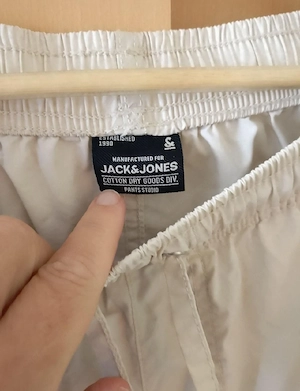 ESTABLISHED
1990
&
MANUFACTURED FOR
JACK&JONES
COTTON DRY GOODS DIV.
PANTS STUDIO